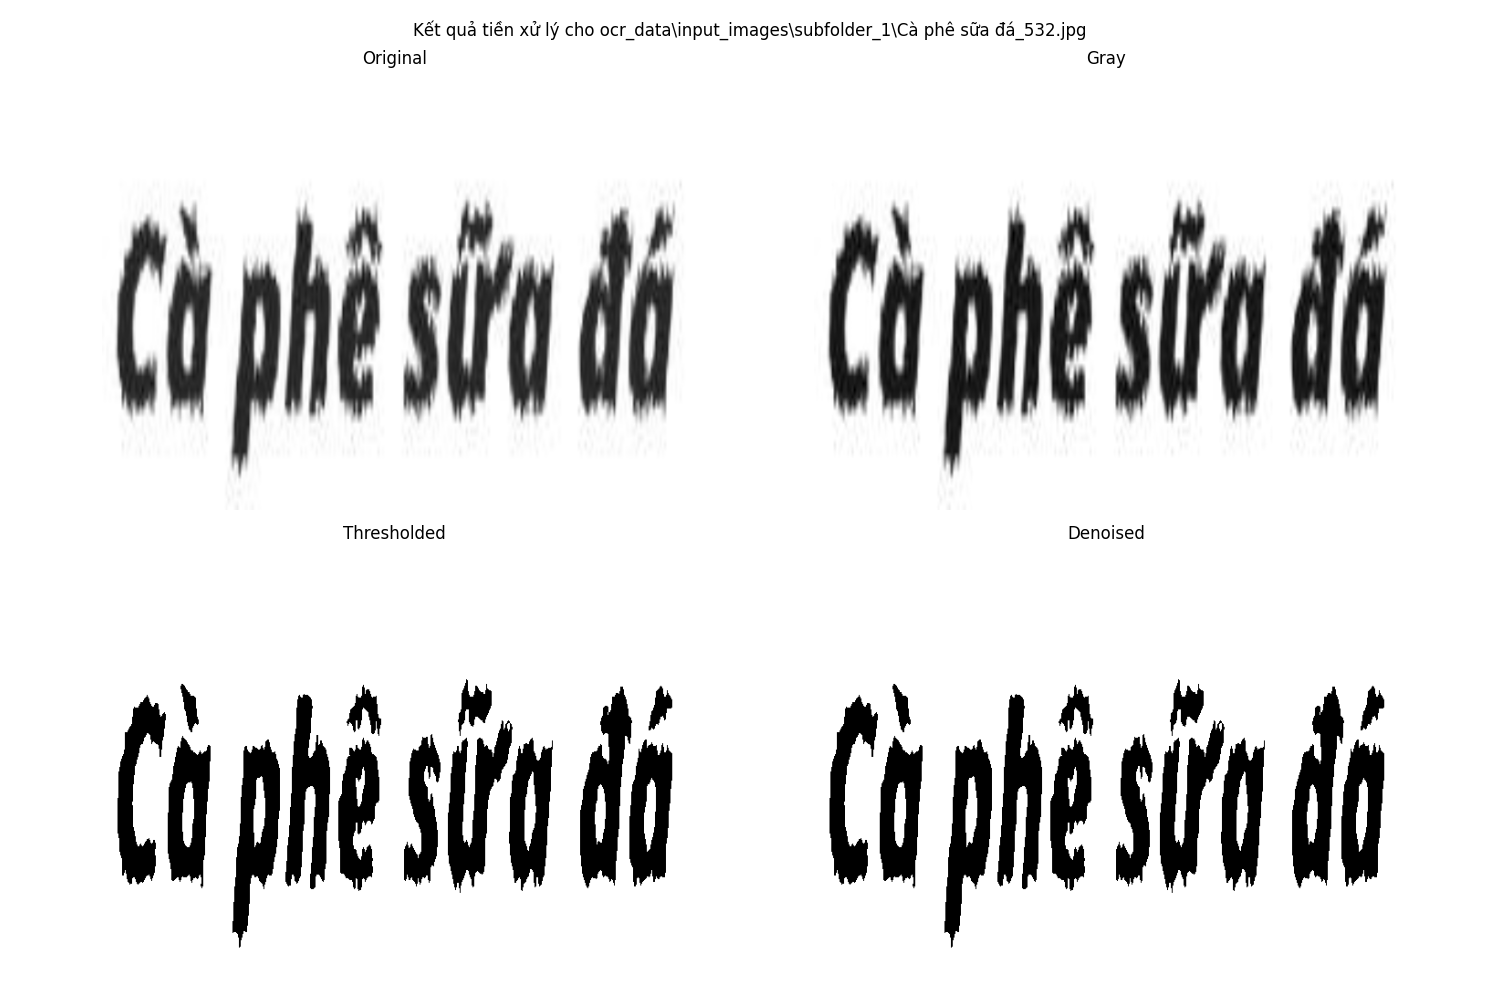 Kết quả tiền xử lý cho ocr_data\input_images\subfolder_1\Cà phê sữa đá_532.jpg
Original
Gray
Cà phê sữa đá
Cà phê sữa đá
Thresholded
Denoised
Cà phê sữa đá
Cà phê sữa đá